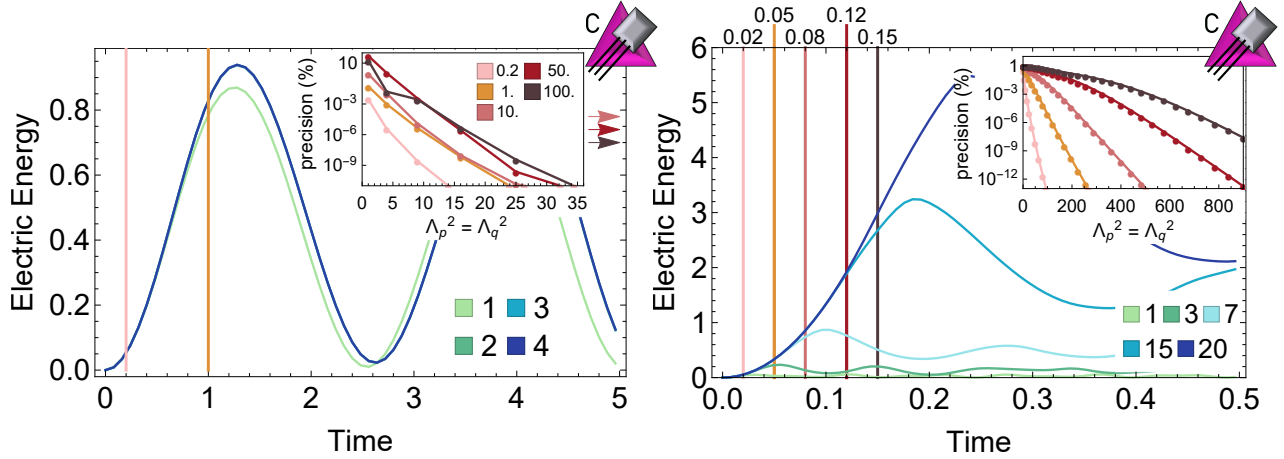 C
Electric Energy
0.8
0.6
0.4
0.2
0.0
0 1 2 3 4 5
Time
precision (%)
10
10⁻³
10⁻⁶
10⁻⁹
0 5 10 15 20 25 30 35
Λp² = Λq²
0.2 50.
1. 100.
10.
1 3
2 4
0.05 0.12
0.02 0.08 0.15
C
Electric Energy
6
5
4
3
2
1
0
0.0 0.1 0.2 0.3 0.4 0.5
Time
precision (%)
1
10⁻³
10⁻⁶
10⁻⁹
10⁻¹²
0 200 400 600 800
Λp² = Λq²
1 3 7
15 20